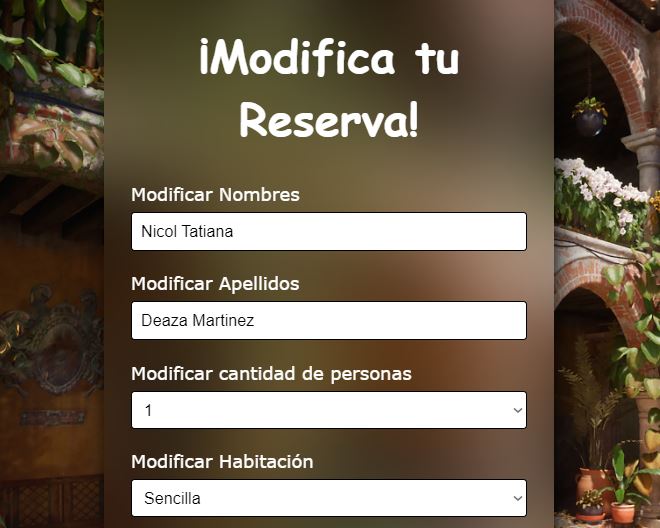 ¡Modifica tu
Reserva!
Modificar Nombres
Nicol Tatiana
Modificar Apellidos
Deaza Martinez
Modificar cantidad de personas
1
Modificar Habitación
Sencilla